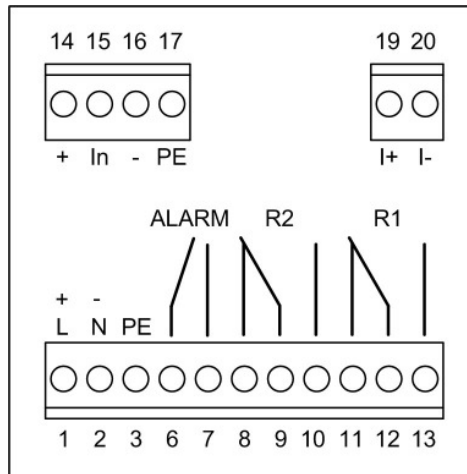 14 15 16 17 19 20
+ In - PE I+ I-
ALARM R2 R1
+ -
L N PE
1 2 3 6 7 8 9 10 11 12 13